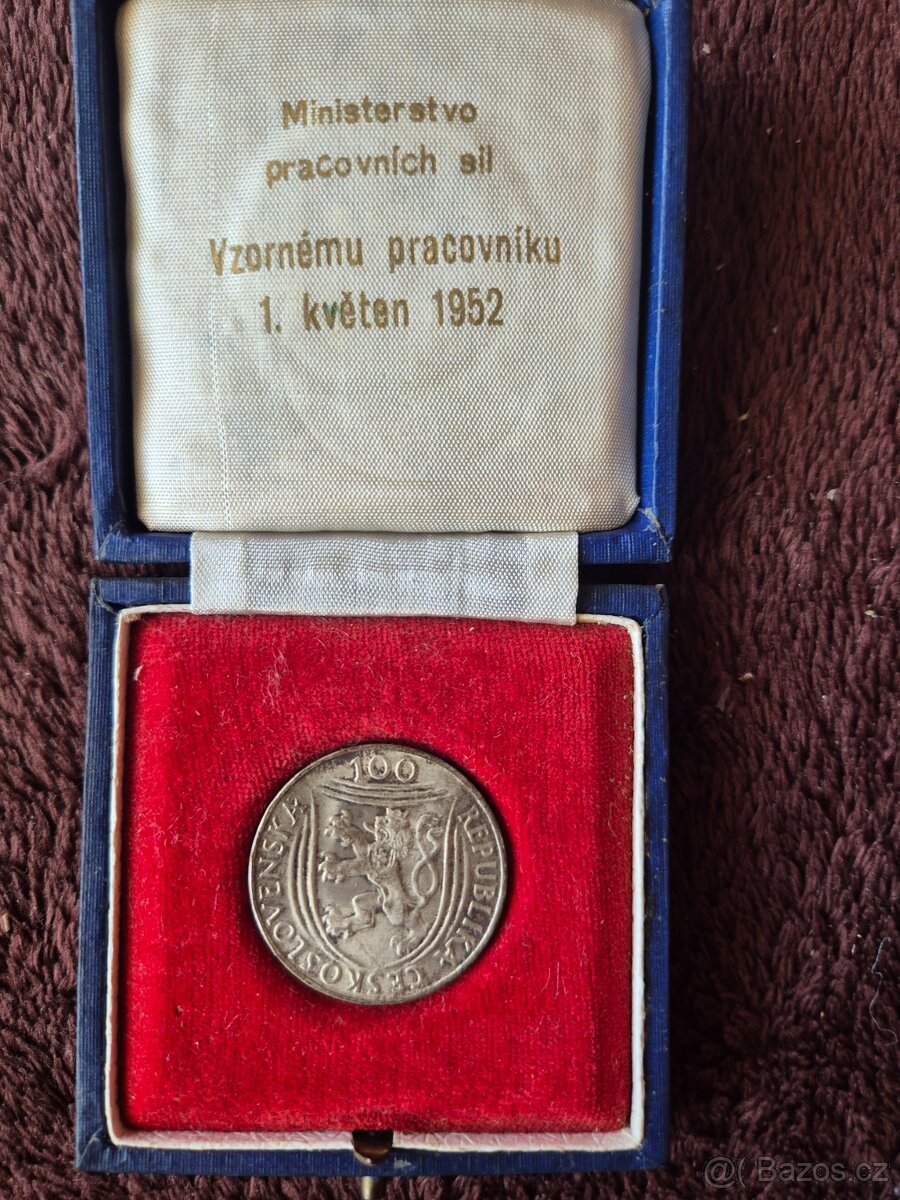 Ministerstvo
pracovních sil
Vzornému pracovníku
1. květen 1952
100
REPUBLIKA ČESKOSLOVENSKÁ
@( Bazos.cz